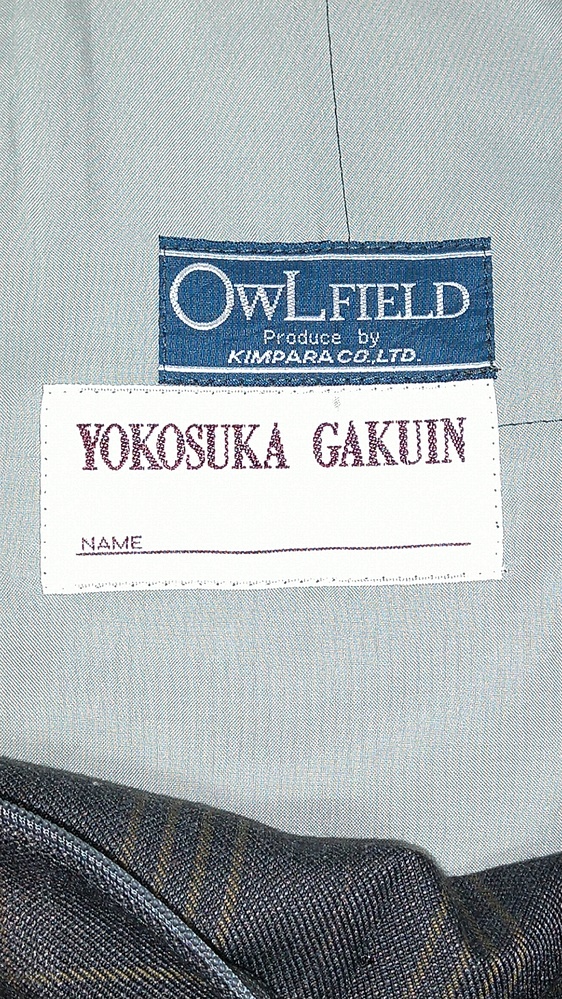 OWLFIELD
Produce by
KIMPARA CO.,LTD.
YOKOSUKA GAKUIN
NAME